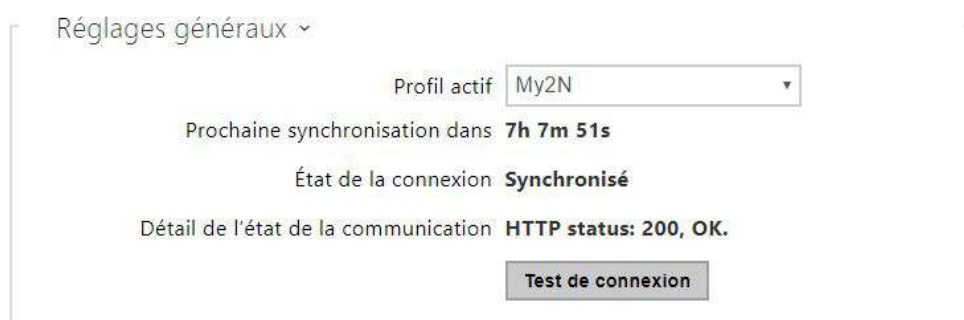 Réglages généraux
Profil actif My2N
Prochaine synchronisation dans 7h 7m 51s
État de la connexion Synchronisé
Détail de l'état de la communication HTTP status: 200, OK.
Test de connexion